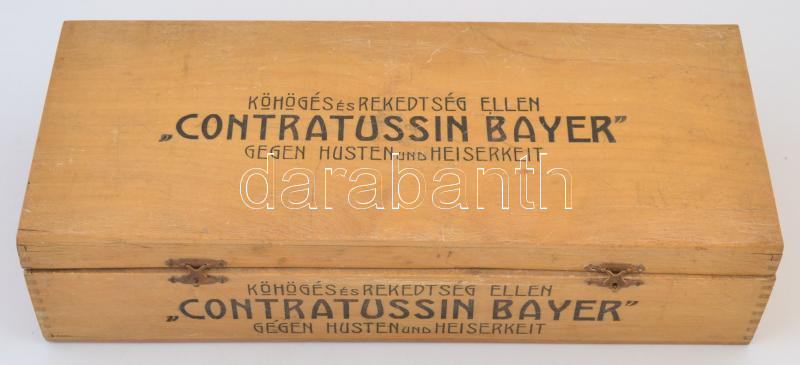 KÖHÖGÉS ÉS REKEDTSÉG ELLEN
„CONTRATUSSIN BAYER”
GEGEN HUSTEN UND HEISERKEIT
darabanth
KÖHÖGÉS ÉS REKEDTSÉG ELLEN
„CONTRATUSSIN BAYER”
GEGEN HUSTEN UND HEISERKEIT